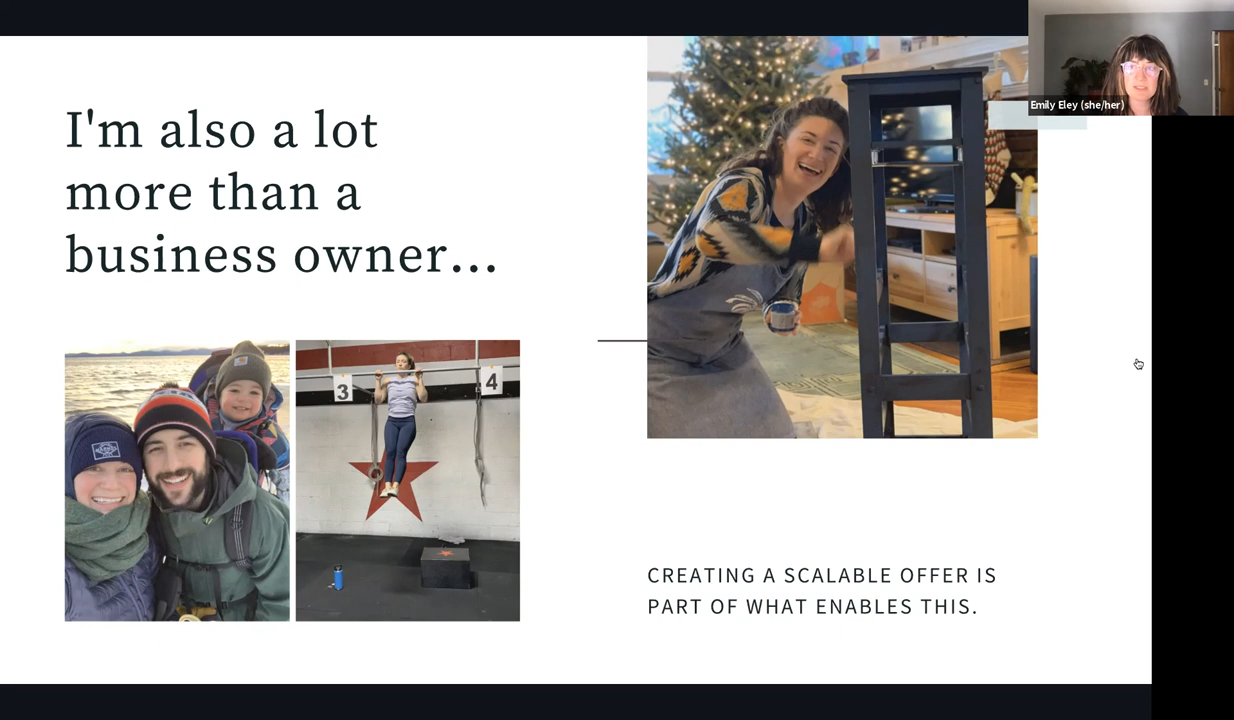 I'm also a lot
more than a
business owner...
Emily Eley (she/her)
3
4
CREATING A SCALABLE OFFER IS
PART OF WHAT ENABLES THIS.